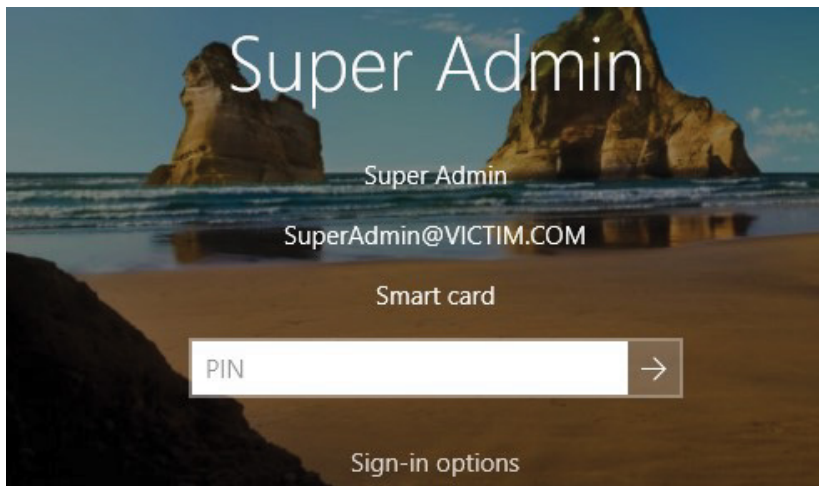 Super Admin
Super Admin
SuperAdmin@VICTIM.COM
Smart card
PIN
Sign-in options